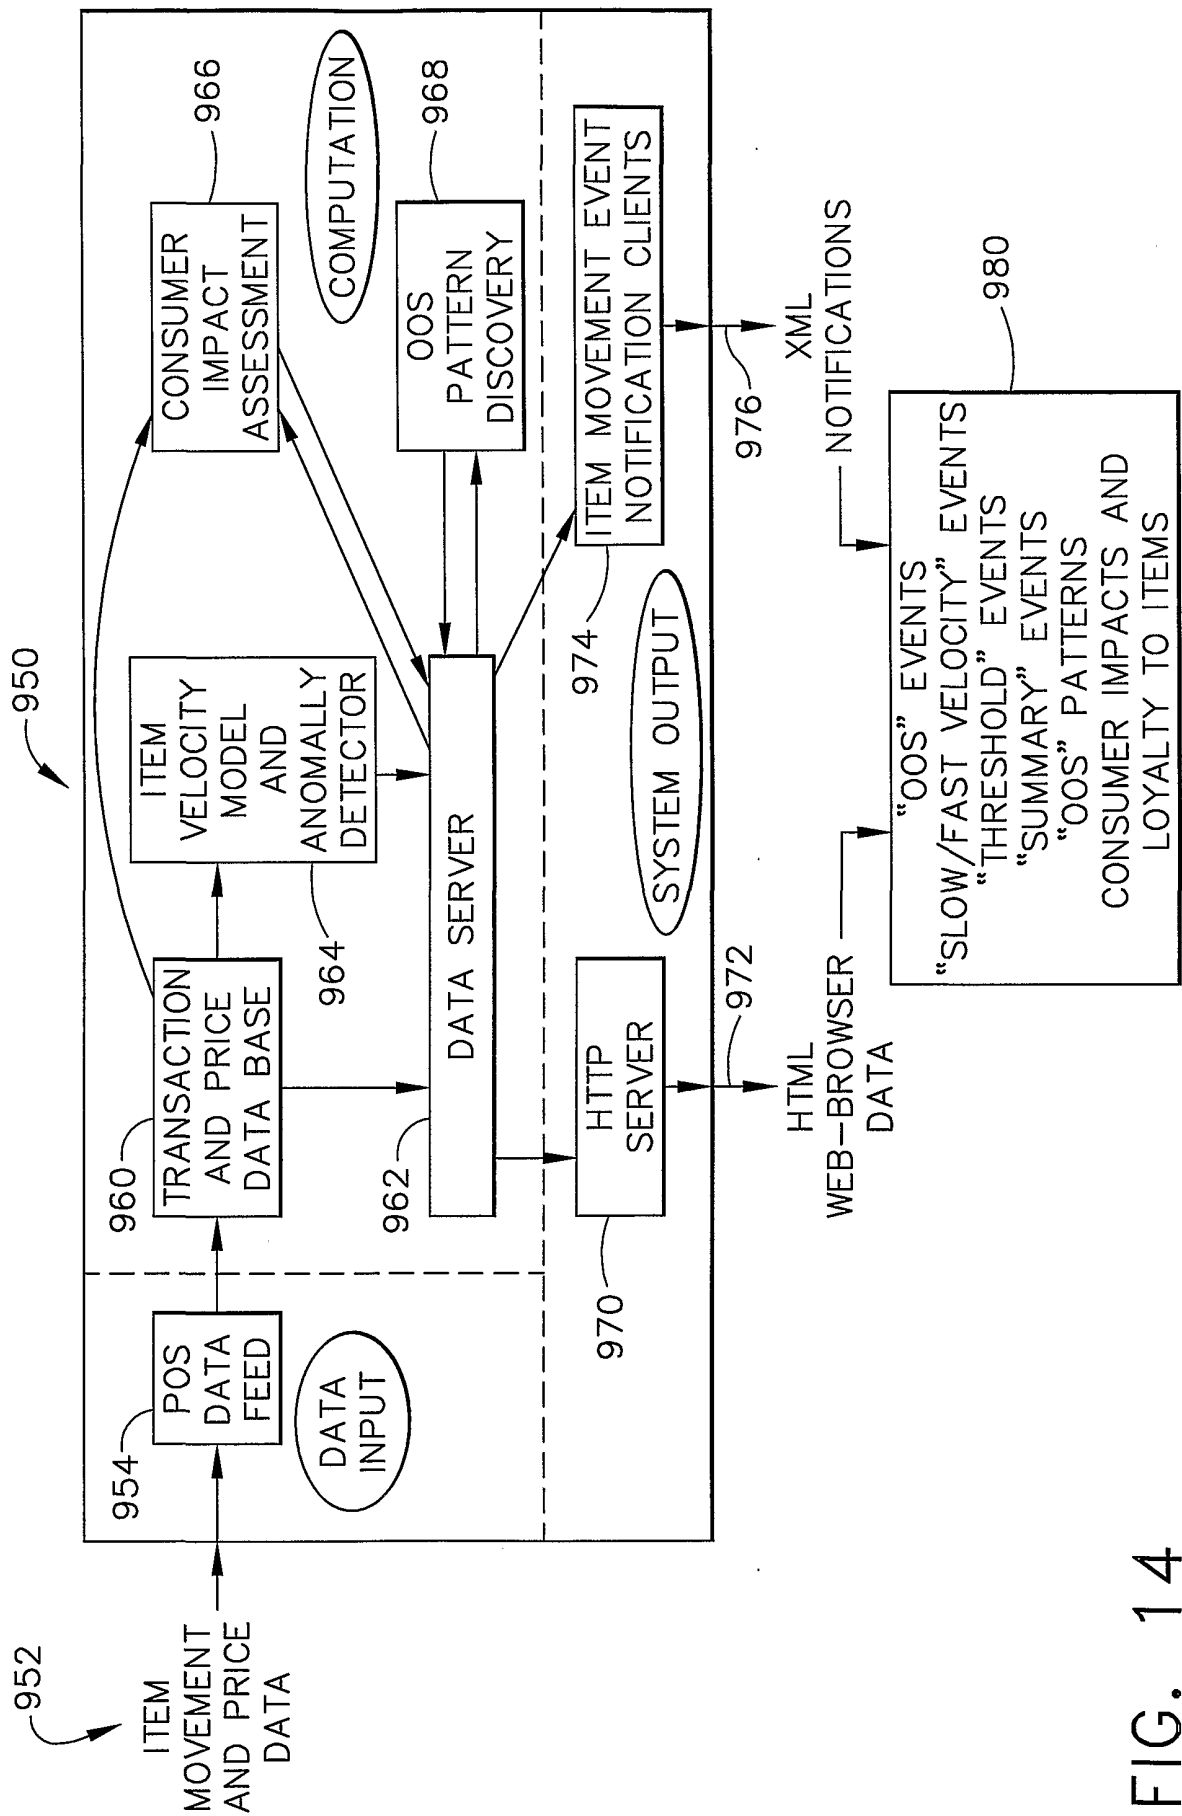 950
952
ITEM
MOVEMENT
AND PRICE
DATA
954
POS
DATA
FEED
DATA
INPUT
960
TRANSACTION
AND PRICE
DATA BASE
ITEM
VELOCITY
MODEL
AND
ANOMALLY
DETECTOR
964
CONSUMER
IMPACT
ASSESSMENT
966
COMPUTATION
962
DATA SERVER
OOS
PATTERN
DISCOVERY
968
970
HTTP
SERVER
SYSTEM OUTPUT
974
ITEM MOVEMENT EVENT
NOTIFICATION CLIENTS
972
976
HTML
WEB–BROWSER
DATA
XML
NOTIFICATIONS
980
“OOS” EVENTS
“SLOW/FAST VELOCITY” EVENTS
“THRESHOLD” EVENTS
“SUMMARY” EVENTS
“OOS” PATTERNS
CONSUMER IMPACTS AND
LOYALTY TO ITEMS
FIG. 14